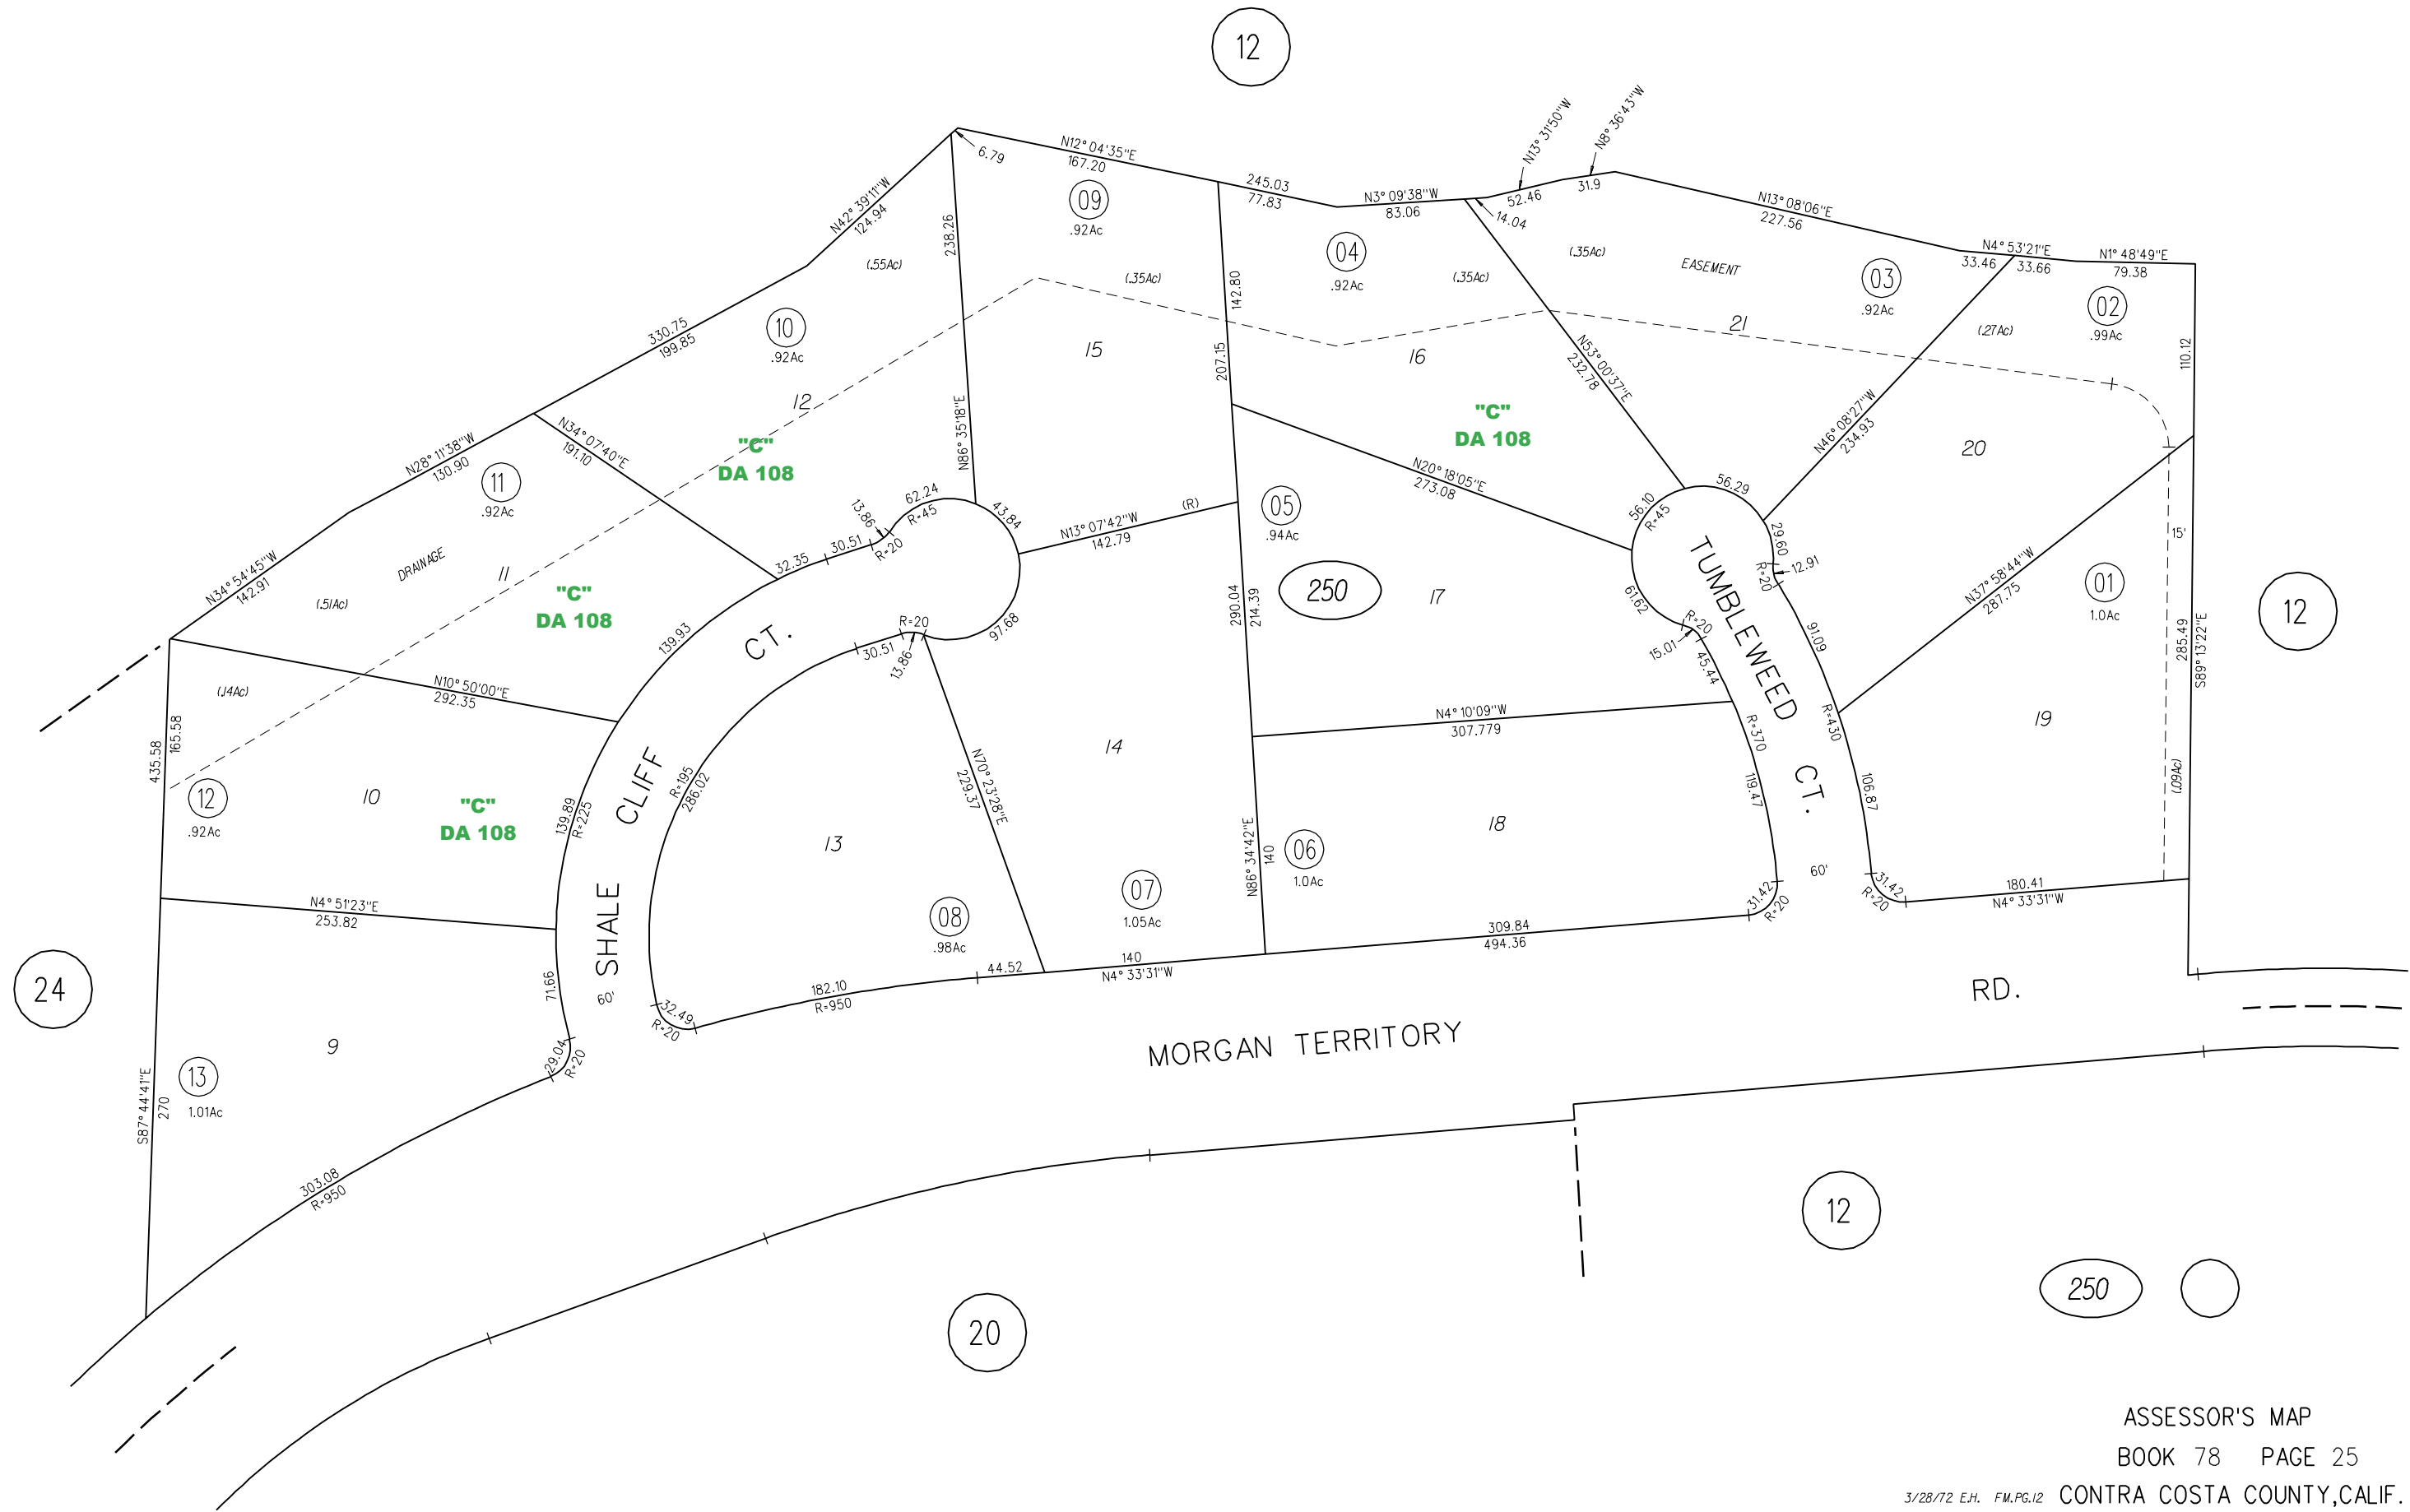 12
6.79
N12° 04'35"E
167.20
245.03
77.83
N3° 09'38"W
83.06
14.04
N13° 31'50"W
52.46
N8° 36'43"W
31.9
N13° 08'06"E
227.56
N4° 53'21"E
33.46
33.66
N1° 48'49"E
79.38
N42° 39'11"W
124.94
330.75
199.85
N28° 11'38"W
130.90
N34° 54'45"W
142.91
(.55Ac)
238.26
N86° 35'18"E
09
.92Ac
(.35Ac)
15
142.80
207.15
04
.92Ac
(.35Ac)
16
"C"
DA 108
(.35Ac)
EASEMENT
03
.92Ac
21
02
.99Ac
(.27Ac)
20
110.12
N53° 00'37"E
232.78
N46° 08'27"W
234.93
10
.92Ac
12
"C"
DA 108
N34° 07'40"E
191.10
11
.92Ac
DRAINAGE
11
(.51Ac)
"C"
DA 108
32.35
30.51
13.86
R=20
62.24
R=45
43.84
97.68
N13° 07'42"W
142.79
(R)
R=20
13.86
30.51
139.93
CT.
CLIFF
SHALE
60'
N20° 18'05"E
273.08
05
.94Ac
250
17
290.04
214.39
56.10
R=45
56.29
29.60
R=20
12.91
61.62
R=20
15.01
45.44
91.09
TUMBLEWEED
CT.
60'
R=370
R=430
119.47
106.87
N37° 58'44"W
287.75
15'
01
1.0Ac
19
(.09Ac)
285.49
S89° 13'22"E
12
N4° 10'09"W
307.779
06
1.0Ac
18
N86° 34'42"E
140
14
07
1.05Ac
N70° 23'28"E
229.37
13
08
.98Ac
R=195
286.02
139.89
R=225
N10° 50'00"E
292.35
(.14Ac)
435.58
165.58
12
.92Ac
10
"C"
DA 108
N4° 51'23"E
253.82
24
9
13
1.01Ac
S87° 44'41"E
270
71.66
29.04
R=20
32.49
R=20
182.10
R=950
44.52
140
N4° 33'31"W
309.84
494.36
31.42
R=20
31.42
R=20
180.41
N4° 33'31"W
303.08
R=950
MORGAN TERRITORY
RD.
20
12
250
ASSESSOR'S MAP
BOOK 78 PAGE 25
3/28/72 E.H. FM.PG.12 CONTRA COSTA COUNTY,CALIF.